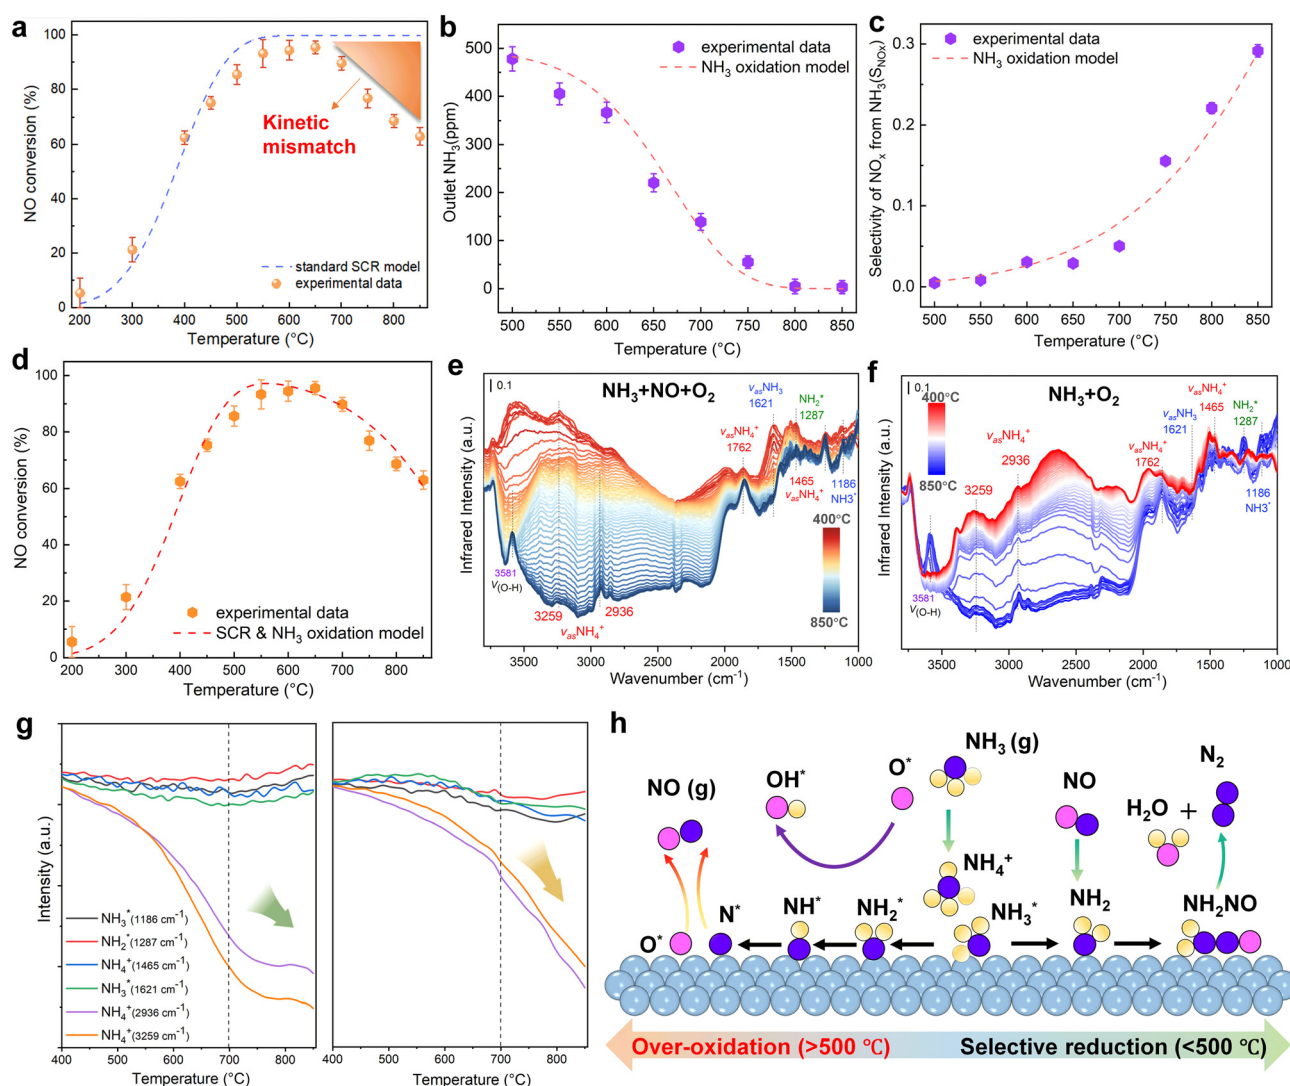 a
NO conversion (%)
100
80
60
40
20
0
Kinetic
mismatch
standard SCR model
experimental data
200 300 400 500 600 700 800
Temperature (°C)
b
Outlet NH₃(ppm)
500
400
300
200
100
0
experimental data
NH₃ oxidation model
500 550 600 650 700 750 800 850
Temperature (°C)
c
Selectivity of NOₓ from NH₃(S_NOx)
0.3
0.2
0.1
0.0
experimental data
NH₃ oxidation model
500 550 600 650 700 750 800 850
Temperature (°C)
d
NO conversion (%)
100
80
60
40
20
0
experimental data
SCR & NH₃ oxidation model
200 300 400 500 600 700 800
Temperature (°C)
e
0.1
NH₃+NO+O₂
Infrared Intensity (a.u.)
v_asNH₃
1621
NH₂*
1287
v_asNH₄⁺
1762
1465
v_asNH₄⁺
1186
NH3*
3581
V(O-H)
3259
2936
v_asNH₄⁺
400°C
850°C
3500 3000 2500 2000 1500 1000
Wavenumber (cm⁻¹)
f
0.1
400°C
850°C
NH₃+O₂
Infrared Intensity (a.u.)
v_asNH₄⁺
1465
v_asNH₃
1621
NH₂*
1287
v_asNH₄⁺
2936
3259
v_asNH₄⁺
1762
1186
NH3*
3581
V(O-H)
3500 3000 2500 2000 1500 1000
Wavenumber (cm⁻¹)
g
Intensity (a.u.)
NH₃*(1186 cm⁻¹)
NH₂*(1287 cm⁻¹)
NH₄⁺(1465 cm⁻¹)
NH₃*(1621 cm⁻¹)
NH₄⁺(2936 cm⁻¹)
NH₄⁺(3259 cm⁻¹)
400 500 600 700 800
Temperature (°C)
400 500 600 700 800
Temperature (°C)
h
NO (g)
OH*
O*
NH₃ (g)
NO
N₂
H₂O +
NH₄⁺
O*
N*
NH*
NH₂*
NH₃*
NH₂
NH₂NO
Over-oxidation (>500 ℃)
Selective reduction (<500 ℃)